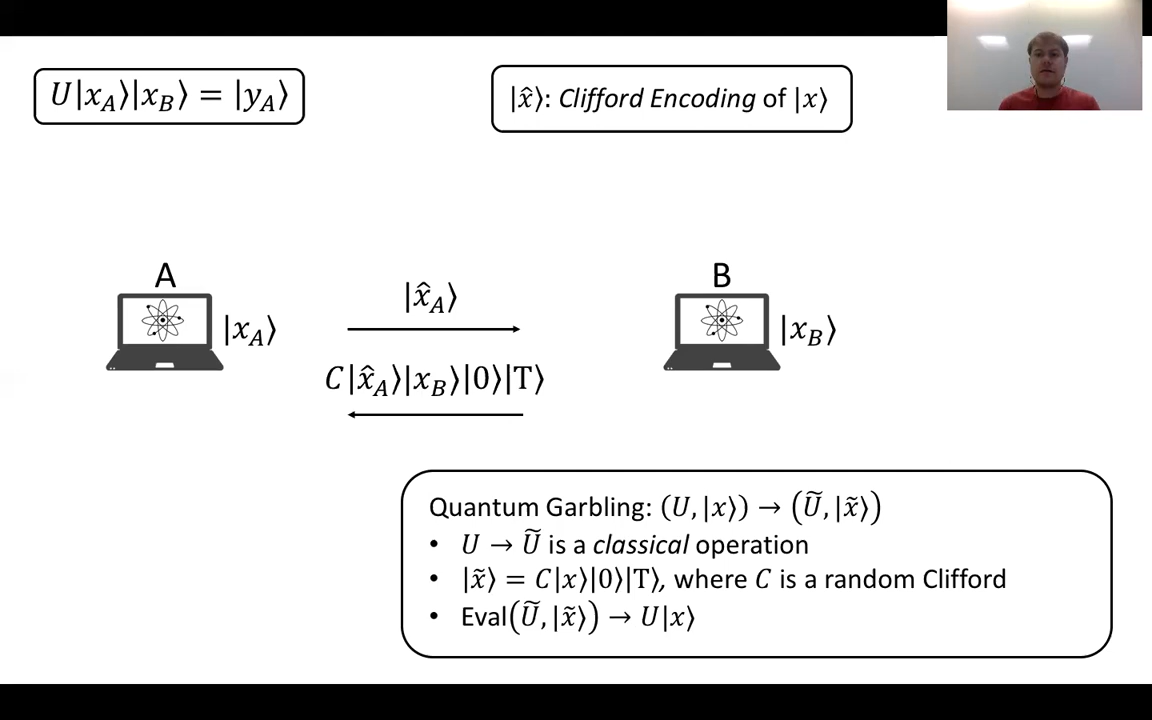 U|x_A⟩|x_B⟩ = |y_A⟩
|x̂⟩: Clifford Encoding of |x⟩
A
B
|x̂_A⟩
|x_A⟩
|x_B⟩
C|x̂_A⟩|x_B⟩|0⟩|T⟩
Quantum Garbling: (U, |x⟩) → (Ũ, |x̃⟩)
• U → Ũ is a classical operation
• |x̃⟩ = C|x⟩|0⟩|T⟩, where C is a random Clifford
• Eval(Ũ, |x̃⟩) → U|x⟩